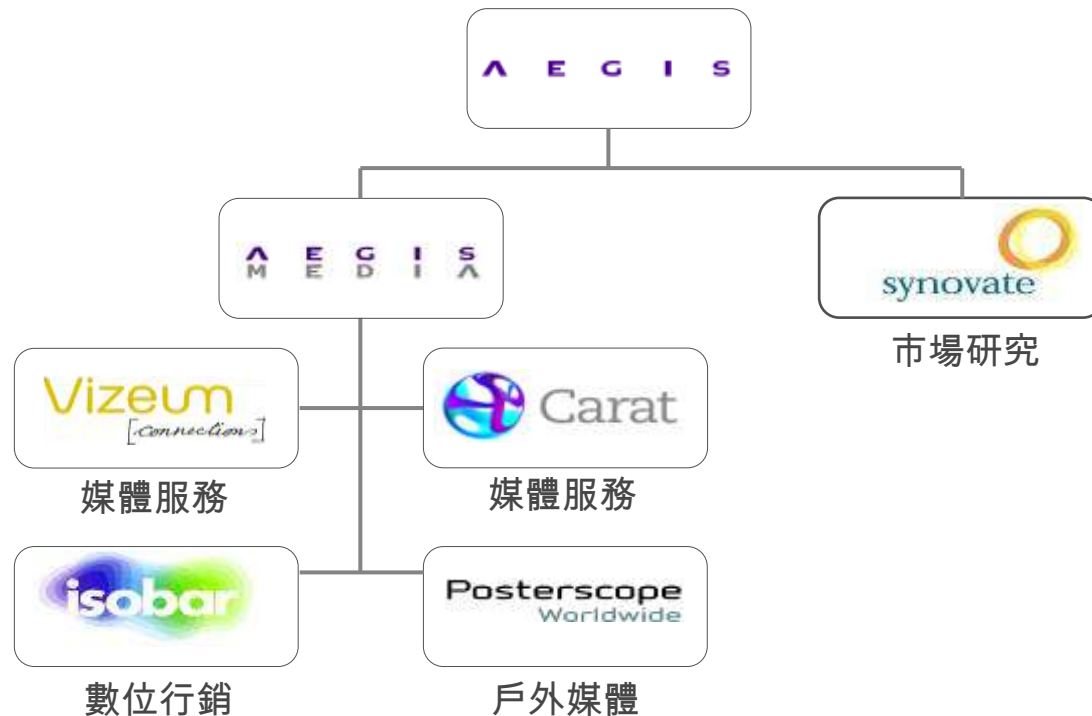 AEGIS
AEGIS
MEDIA
synovate
市場研究
Vizeum
[connections]
媒體服務
Carat
媒體服務
isobar
數位行銷
Posterscope
Worldwide
戶外媒體